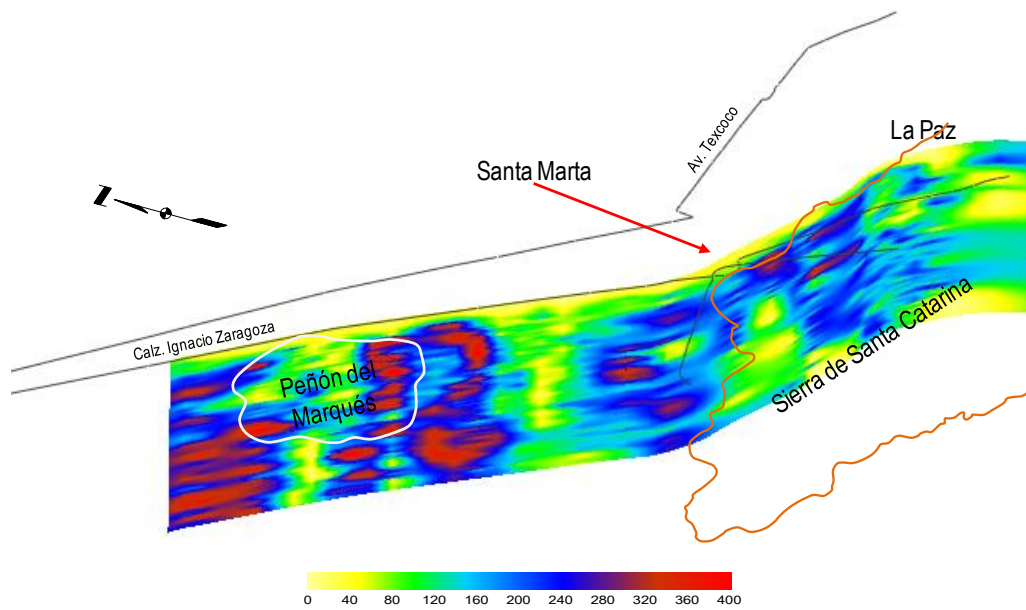 La Paz
Av. Texcoco
Santa Marta
Calz. Ignacio Zaragoza
Peñón del
Marqués
Sierra de Santa Catarina
0 40 80 120 160 200 240 280 320 360 400